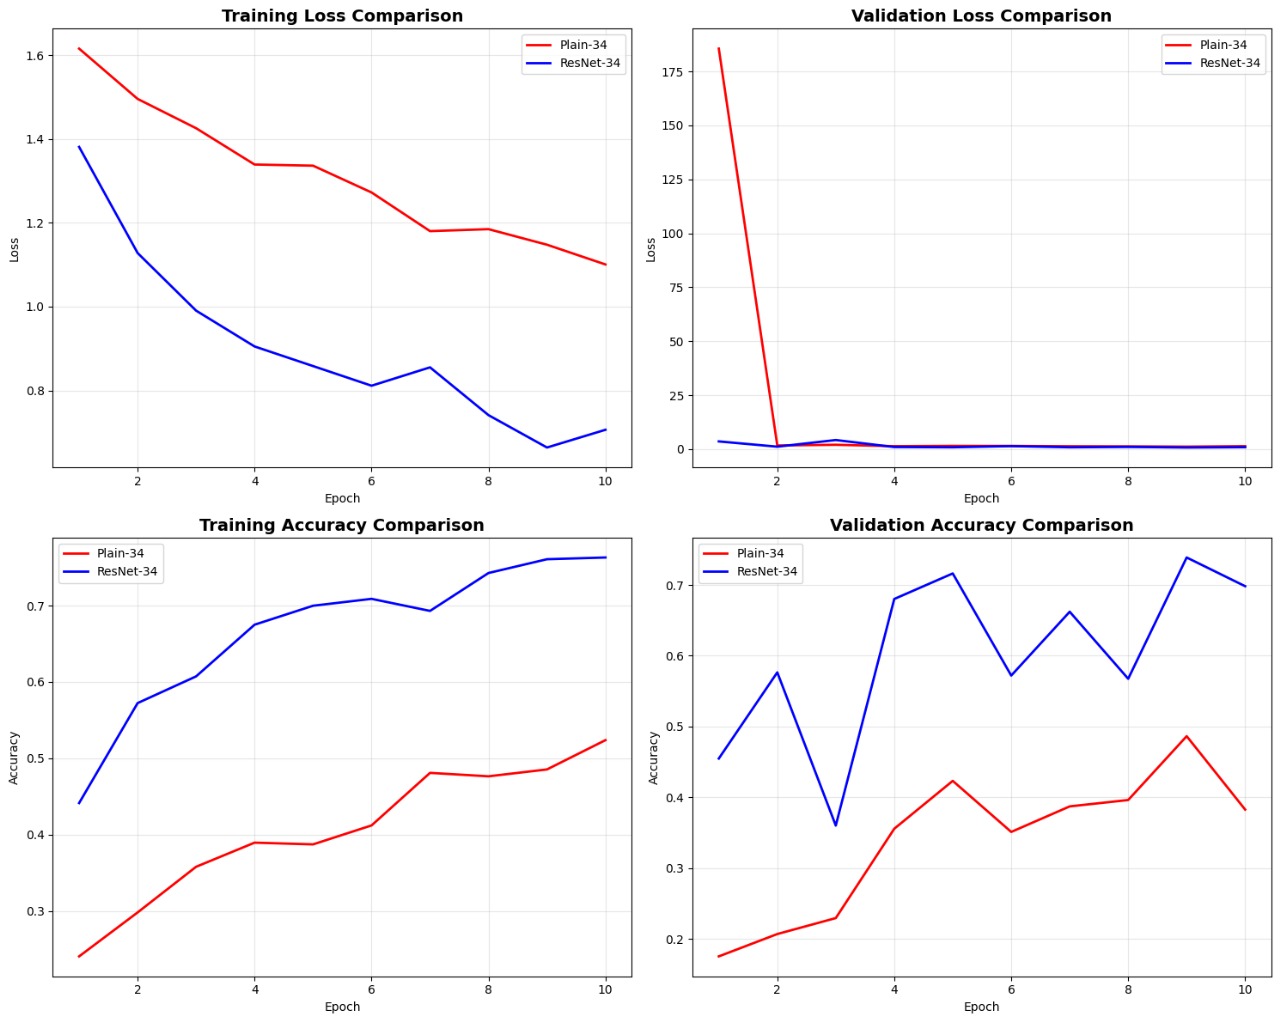 Training Loss Comparison
Plain-34
ResNet-34
1.6
1.4
1.2
1.0
0.8
Loss
2 4 6 8 10
Epoch
Validation Loss Comparison
Plain-34
ResNet-34
175
150
125
100
75
50
25
0
Loss
2 4 6 8 10
Epoch
Training Accuracy Comparison
Plain-34
ResNet-34
0.7
0.6
0.5
0.4
0.3
Accuracy
2 4 6 8 10
Epoch
Validation Accuracy Comparison
Plain-34
ResNet-34
0.7
0.6
0.5
0.4
0.3
0.2
Accuracy
2 4 6 8 10
Epoch